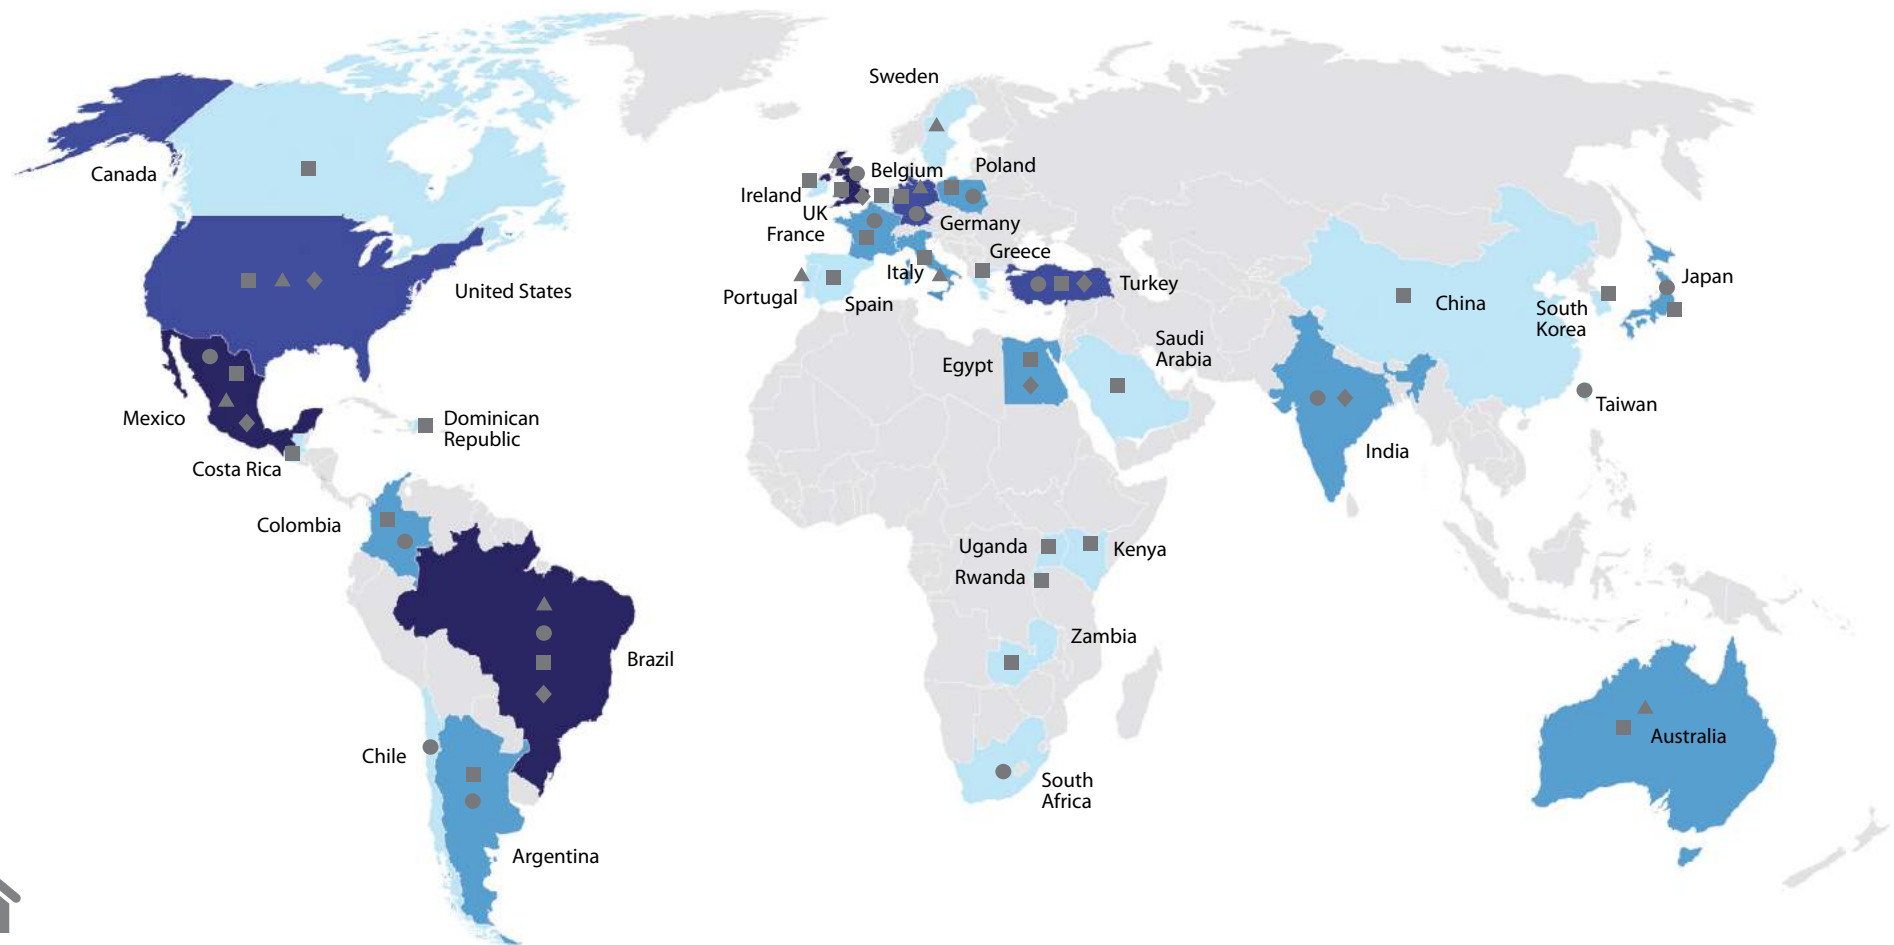 Sweden
Canada
Belgium
Poland
Ireland
UK
Germany
France
Greece
Italy
Turkey
Japan
United States
Portugal
Spain
China
South
Korea
Saudi
Arabia
Egypt
Taiwan
Mexico
Dominican
Republic
India
Costa Rica
Colombia
Uganda
Kenya
Rwanda
Zambia
Brazil
Australia
Chile
South
Africa
Argentina